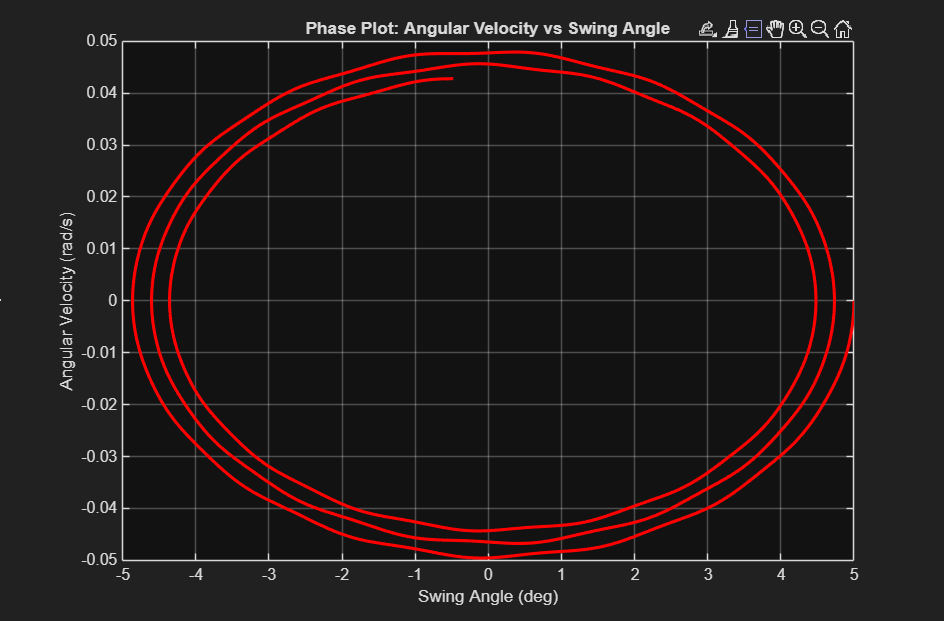 Phase Plot: Angular Velocity vs Swing Angle
0.05
0.04
0.03
0.02
0.01
0
-0.01
-0.02
-0.03
-0.04
-0.05
Angular Velocity (rad/s)
-5 -4 -3 -2 -1 0 1 2 3 4 5
Swing Angle (deg)